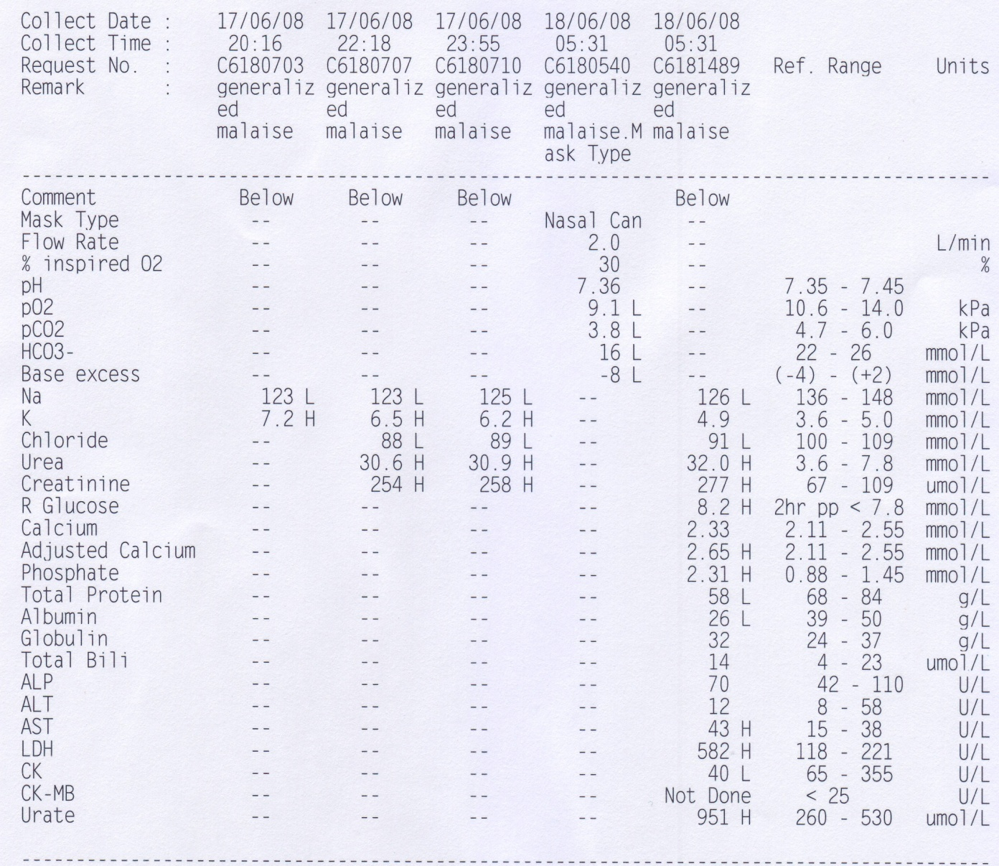 Collect Date : 17/06/08 17/06/08 17/06/08 18/06/08 18/06/08
Collect Time : 20:16 22:18 23:55 05:31 05:31
Request No. : C6180703 C6180707 C6180710 C6180540 C6181489 Ref. Range Units
Remark : generaliz generaliz generaliz generaliz generaliz
ed ed ed ed ed
malaise malaise malaise malaise.M malaise
ask Type
Comment Below Below Below Below
Mask Type -- -- -- Nasal Can --
Flow Rate -- -- -- 2.0 -- L/min
% inspired O2 -- -- -- 30 -- %
pH -- -- -- 7.36 -- 7.35 - 7.45
pO2 -- -- -- 9.1 L -- 10.6 - 14.0 kPa
pCO2 -- -- -- 3.8 L -- 4.7 - 6.0 kPa
HCO3- -- -- -- 16 L -- 22 - 26 mmol/L
Base excess -- -- -- -8 L -- (-4) - (+2) mmol/L
Na 123 L 123 L 125 L -- 126 L 136 - 148 mmol/L
K 7.2 H 6.5 H 6.2 H -- 4.9 3.6 - 5.0 mmol/L
Chloride -- 88 L 89 L -- 91 L 100 - 109 mmol/L
Urea -- 30.6 H 30.9 H -- 32.0 H 3.6 - 7.8 mmol/L
Creatinine -- 254 H 258 H -- 277 H 67 - 109 umol/L
R Glucose -- -- -- -- 8.2 H 2hr pp < 7.8 mmol/L
Calcium -- -- -- -- 2.33 2.11 - 2.55 mmol/L
Adjusted Calcium -- -- -- -- 2.65 H 2.11 - 2.55 mmol/L
Phosphate -- -- -- -- 2.31 H 0.88 - 1.45 mmol/L
Total Protein -- -- -- -- 58 L 68 - 84 g/L
Albumin -- -- -- -- 26 L 39 - 50 g/L
Globulin -- -- -- -- 32 24 - 37 g/L
Total Bili -- -- -- -- 14 4 - 23 umol/L
ALP -- -- -- -- 70 42 - 110 U/L
ALT -- -- -- -- 12 8 - 58 U/L
AST -- -- -- -- 43 H 15 - 38 U/L
LDH -- -- -- -- 582 H 118 - 221 U/L
CK -- -- -- -- 40 L 65 - 355 U/L
CK-MB -- -- -- -- Not Done < 25 U/L
Urate -- -- -- -- 951 H 260 - 530 umol/L